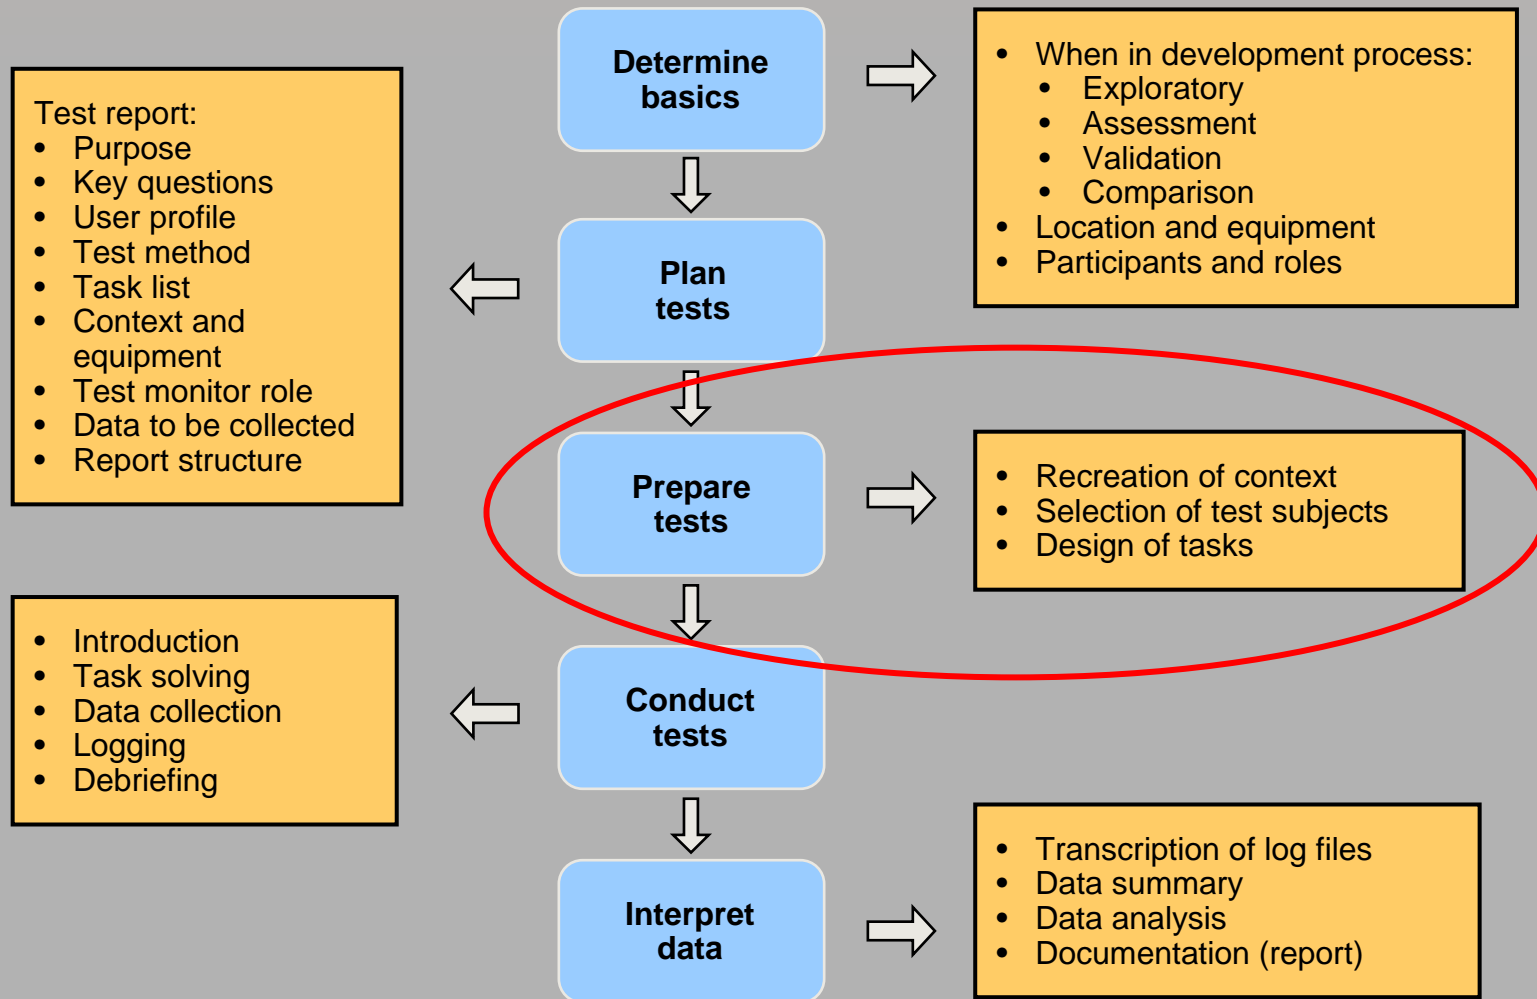 Determine
basics
• When in development process:
• Exploratory
• Assessment
• Validation
• Comparison
• Location and equipment
• Participants and roles
Test report:
• Purpose
• Key questions
• User profile
• Test method
• Task list
• Context and
equipment
• Test monitor role
• Data to be collected
• Report structure
Plan
tests
Prepare
tests
• Recreation of context
• Selection of test subjects
• Design of tasks
• Introduction
• Task solving
• Data collection
• Logging
• Debriefing
Conduct
tests
Interpret
data
• Transcription of log files
• Data summary
• Data analysis
• Documentation (report)